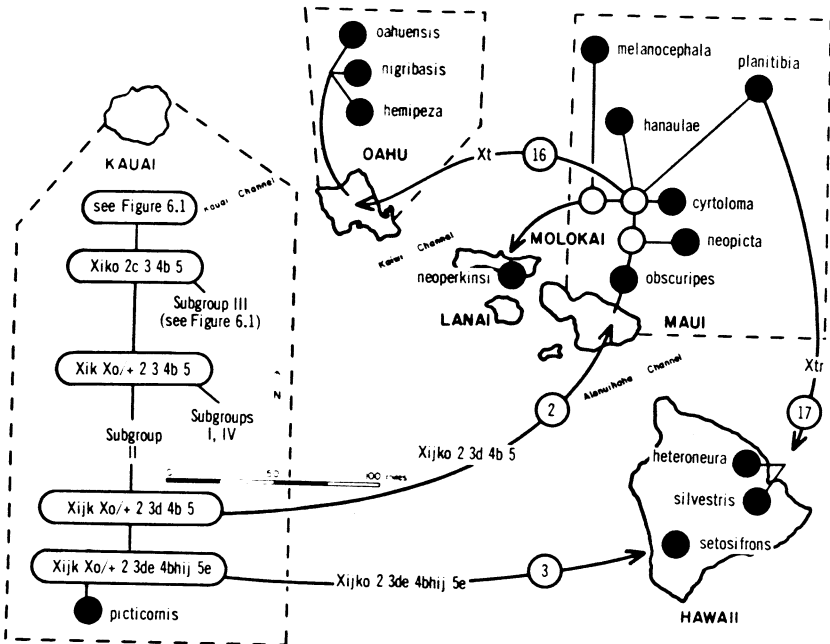 oahuensis
nigribasis
hemipeza
OAHU
melanocephala
planitibia
hanaulae
cyrtoloma
neopicta
obscuripes
MOLOKAI
neoperkinsi
LANAI
MAUI
Xt
16
KAUAI
Kauai Channel
Kaiwi Channel
Alenuihaha Channel
see Figure 6.1
Xiko 2c 3 4b 5
Subgroup III
(see Figure 6.1)
Xik Xo/+ 2 3 4b 5
Subgroups
I, IV
N
Subgroup
II
0 50 100 miles
Xijk Xo/+ 2 3d 4b 5
Xijko 2 3d 4b 5
2
Xijk Xo/+ 2 3de 4bhij 5e
Xijko 2 3de 4bhij 5e
3
picticornis
Xtr
17
heteroneura
silvestris
setosifrons
HAWAII